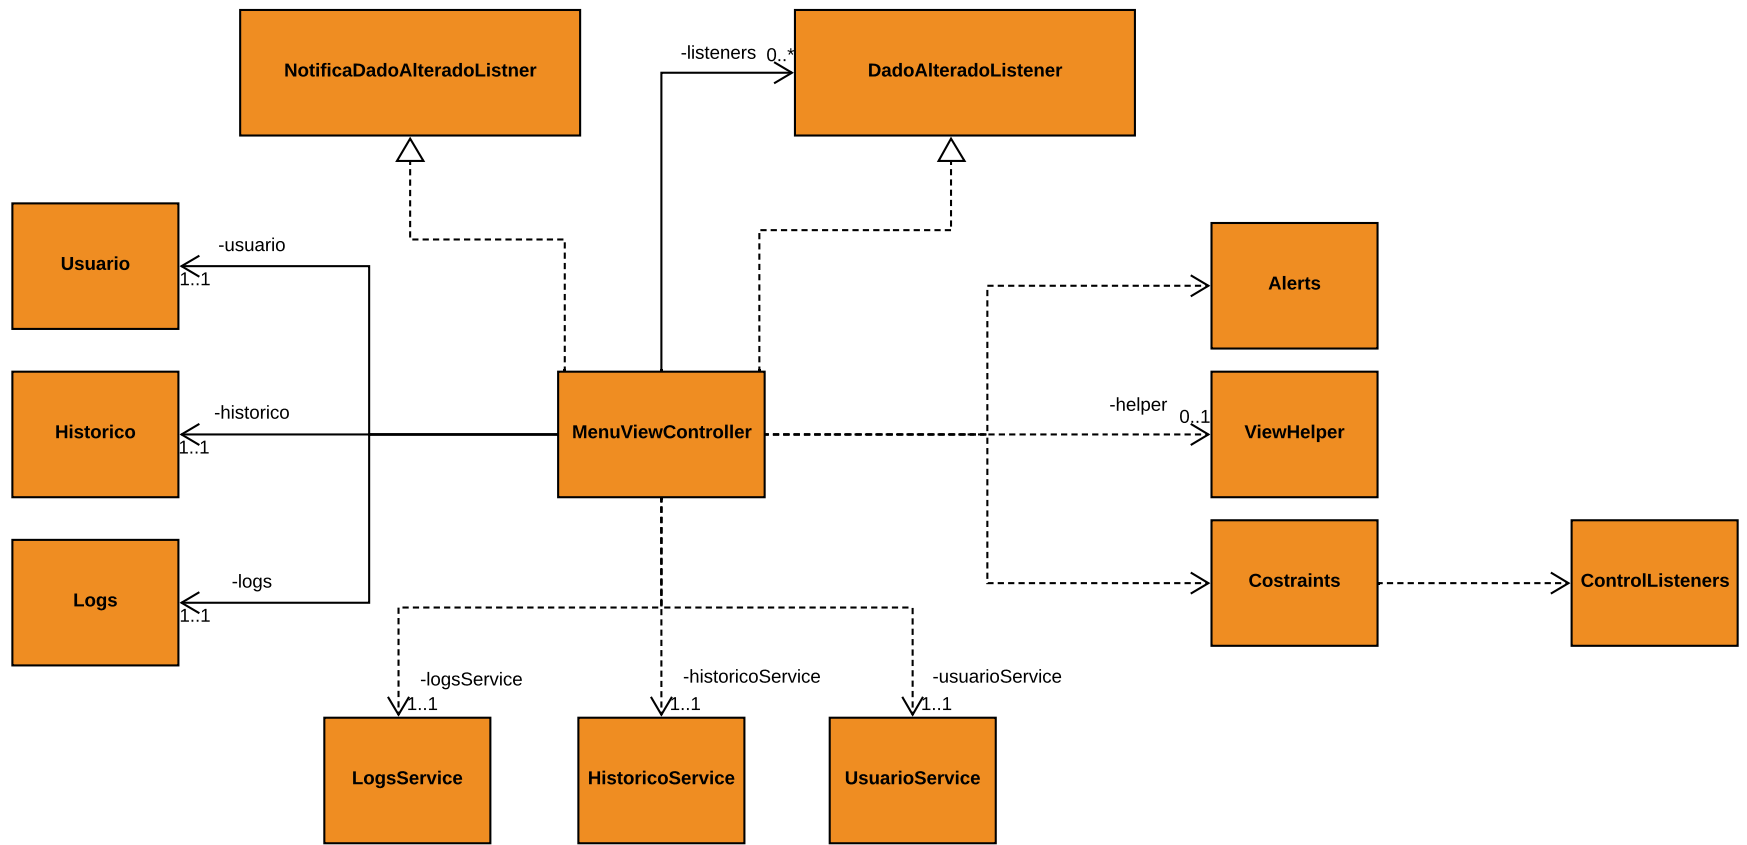 NotificaDadoAlteradoListner
-listeners
0..*
DadoAlteradoListener
Usuario
-usuario
1..1
Alerts
Historico
-historico
1..1
MenuViewController
-helper
0..1
ViewHelper
Logs
-logs
1..1
Costraints
ControlListeners
-logsService
1..1
-historicoService
1..1
-usuarioService
1..1
LogsService
HistoricoService
UsuarioService